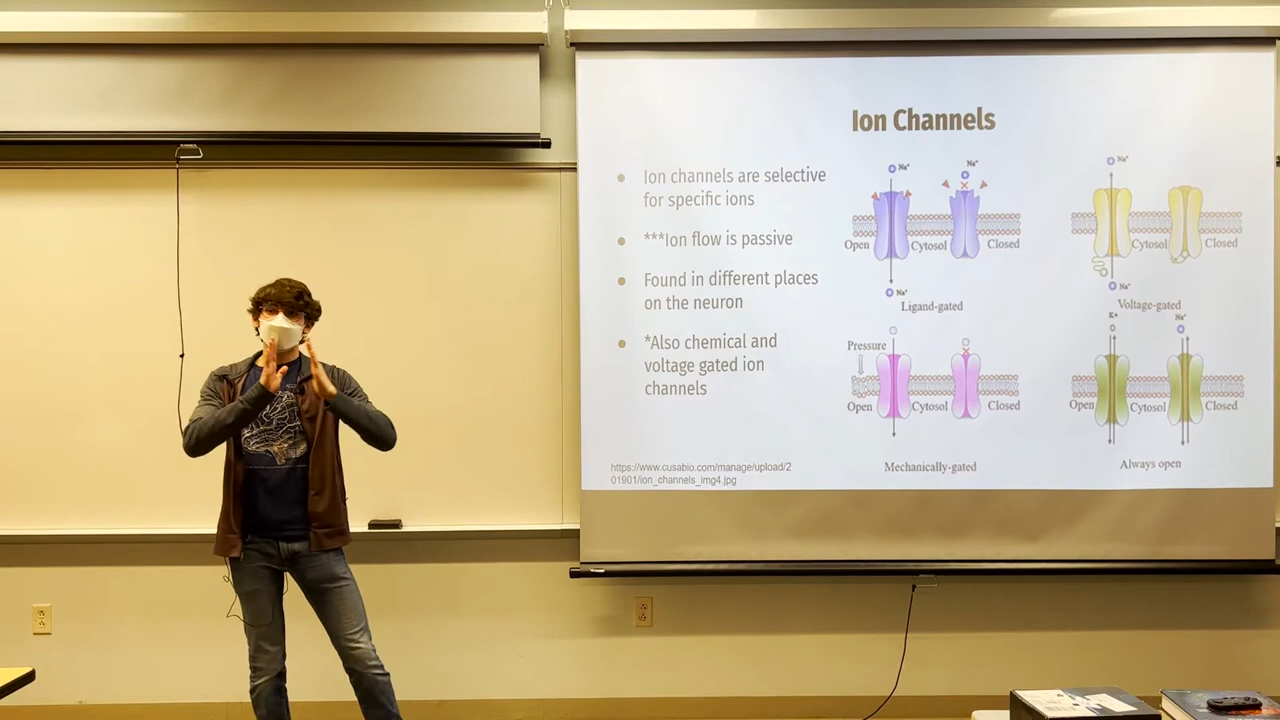 Ion Channels
Ion channels are selective
for specific ions
***Ion flow is passive
Found in different places
on the neuron
*Also chemical and
voltage gated ion
channels
https://www.cusabio.com/manage/upload/2
01901/ion_channels_img4.jpg
Na⁺ Na⁺
Open Cytosol Closed
Na⁺
Ligand-gated
Na⁺
Open Cytosol Closed
Na⁺
Voltage-gated
Pressure
Open Cytosol Closed
Mechanically-gated
K+ Na⁺
Open Cytosol Closed
Always open